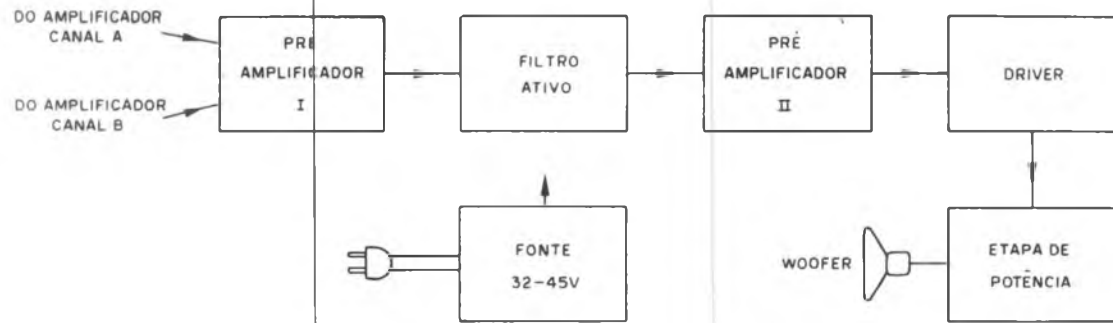 DO AMPLIFICADOR
CANAL A
DO AMPLIFICADOR
CANAL B
PRÉ
AMPLIFICADOR
I
FILTRO
ATIVO
PRÉ
AMPLIFICADOR
II
DRIVER
FONTE
32-45V
WOOFER
ETAPA DE
POTÊNCIA